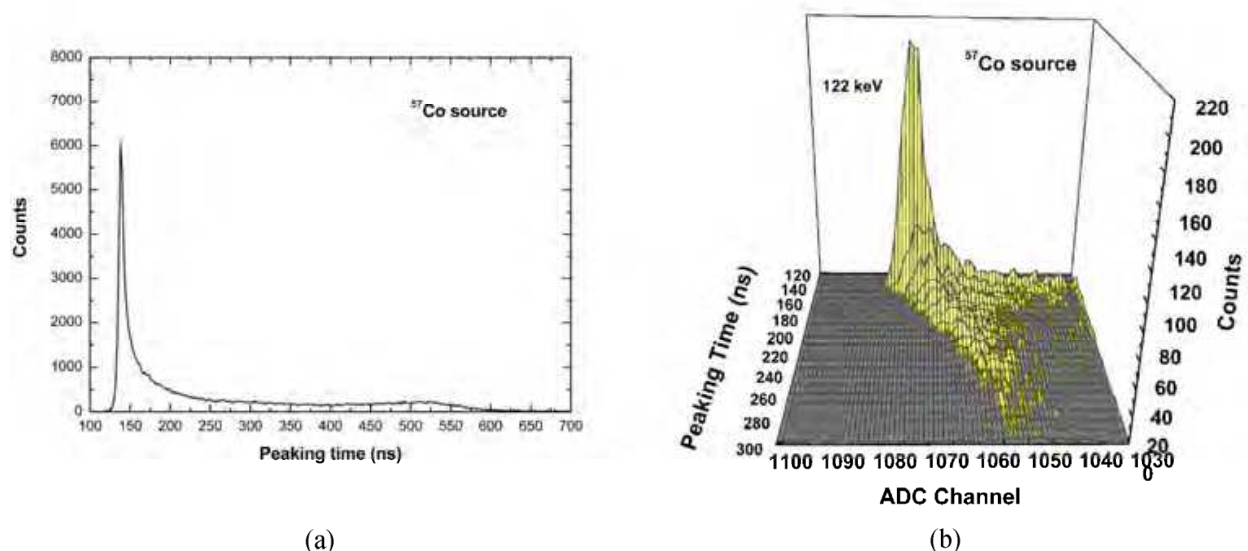 8000
7000
6000
5000
4000
3000
2000
1000
0
Counts
⁵⁷Co source
100 150 200 250 300 350 400 450 500 550 600 650 700
Peaking time (ns)
(a)
⁵⁷Co source
122 keV
220
200
180
160
140
120
100
80
60
40
20
0
Counts
120
140
160
180
200
220
240
260
280
300
Peaking Time (ns)
1100 1090 1080 1070 1060 1050 1040 1030
ADC Channel
(b)